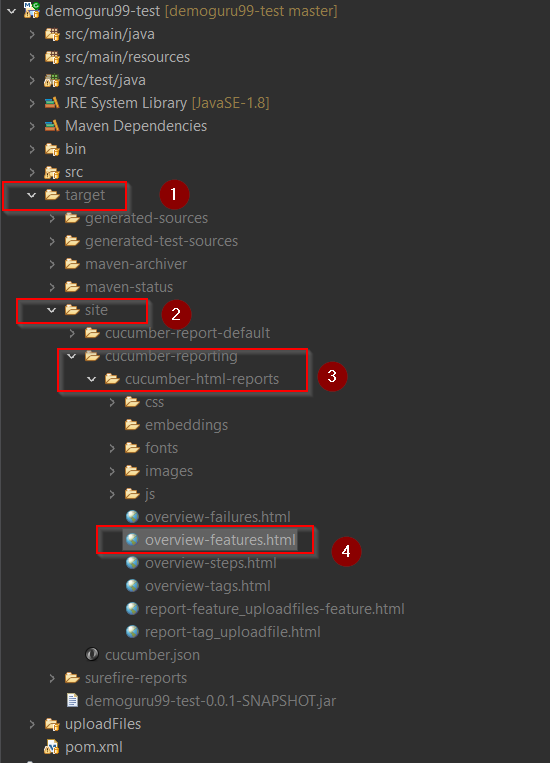 demoguru99-test [demoguru99-test master]
src/main/java
src/main/resources
src/test/java
JRE System Library [JavaSE-1.8]
Maven Dependencies
bin
src
target 1
generated-sources
generated-test-sources
maven-archiver
maven-status
site 2
cucumber-report-default
cucumber-reporting
cucumber-html-reports 3
css
embeddings
fonts
images
js
overview-failures.html
overview-features.html 4
overview-steps.html
overview-tags.html
report-feature_uploadfiles-feature.html
report-tag_uploadfile.html
cucumber.json
surefire-reports
demoguru99-test-0.0.1-SNAPSHOT.jar
uploadFiles
pom.xml